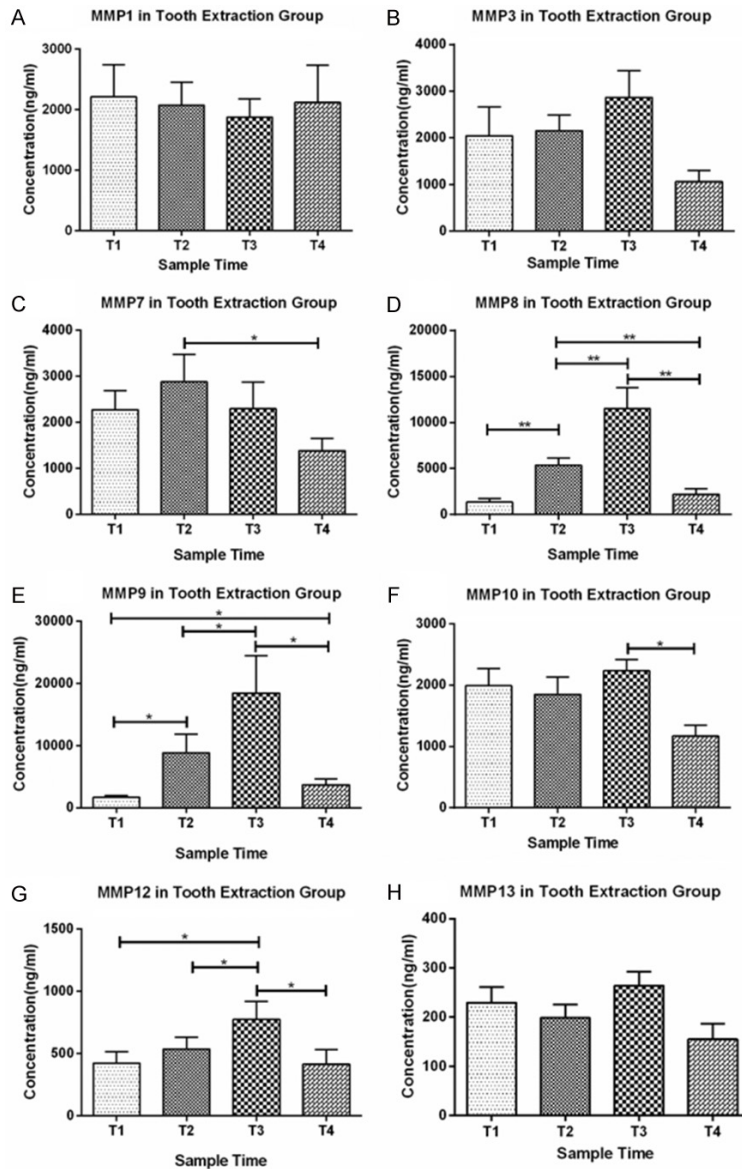 A
MMP1 in Tooth Extraction Group
Concentration(ng/ml)
3000
2000
1000
0
T1 T2 T3 T4
Sample Time
B
MMP3 in Tooth Extraction Group
Concentration(ng/ml)
4000
3000
2000
1000
0
T1 T2 T3 T4
Sample Time
C
MMP7 in Tooth Extraction Group
Concentration(ng/ml)
4000
3000
2000
1000
0
*
T1 T2 T3 T4
Sample Time
D
MMP8 in Tooth Extraction Group
Concentration(ng/ml)
20000
15000
10000
5000
0
**
**
**
**
T1 T2 T3 T4
Sample Time
E
MMP9 in Tooth Extraction Group
Concentration(ng/ml)
30000
20000
10000
0
*
*
*
*
T1 T2 T3 T4
Sample Time
F
MMP10 in Tooth Extraction Group
Concentration(ng/ml)
3000
2000
1000
0
*
T1 T2 T3 T4
Sample Time
G
MMP12 in Tooth Extraction Group
Concentration(ng/ml)
1500
1000
500
0
*
*
*
T1 T2 T3 T4
Sample Time
H
MMP13 in Tooth Extraction Group
Concentration(ng/ml)
400
300
200
100
0
T1 T2 T3 T4
Sample Time